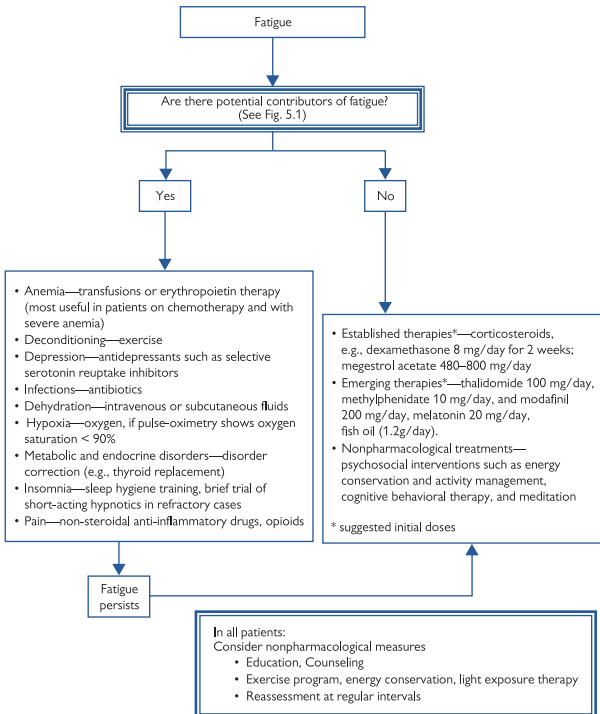 Fatigue
Are there potential contributors of fatigue?
(See Fig. 5.1)
Yes
No
• Anemia—transfusions or erythropoietin therapy
(most useful in patients on chemotherapy and with
severe anemia)
• Deconditioning—exercise
• Depression—antidepressants such as selective
serotonin reuptake inhibitors
• Infections—antibiotics
• Dehydration—intravenous or subcutaneous fluids
• Hypoxia—oxygen, if pulse-oximetry shows oxygen
saturation < 90%
• Metabolic and endocrine disorders—disorder
correction (e.g., thyroid replacement)
• Insomnia—sleep hygiene training, brief trial of
short-acting hypnotics in refractory cases
• Pain—non-steroidal anti-inflammatory drugs, opioids
• Established therapies*—corticosteroids,
e.g., dexamethasone 8 mg/day for 2 weeks;
megestrol acetate 480–800 mg/day
• Emerging therapies*—thalidomide 100 mg/day,
methylphenidate 10 mg/day, and modafinil
200 mg/day, melatonin 20 mg/day,
fish oil (1.2g/day).
• Nonpharmacological treatments—
psychosocial interventions such as energy
conservation and activity management,
cognitive behavioral therapy, and meditation
* suggested initial doses
Fatigue
persists
In all patients:
Consider nonpharmacological measures
• Education, Counseling
• Exercise program, energy conservation, light exposure therapy
• Reassessment at regular intervals